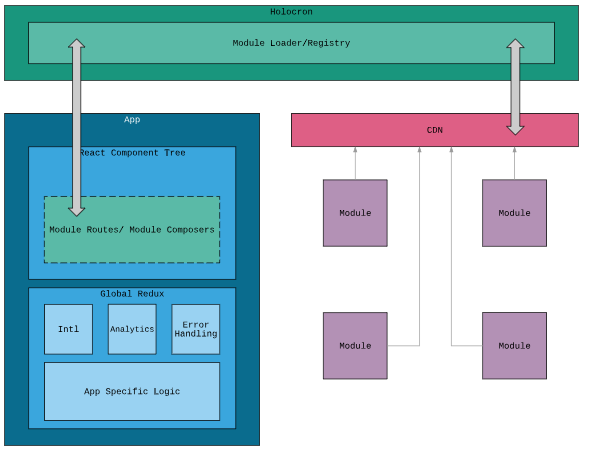 Holocron
Module Loader/Registry
App
React Component Tree
Module Routes/ Module Composers
Global Redux
Intl
Analytics
Error
Handling
App Specific Logic
CDN
Module
Module
Module
Module